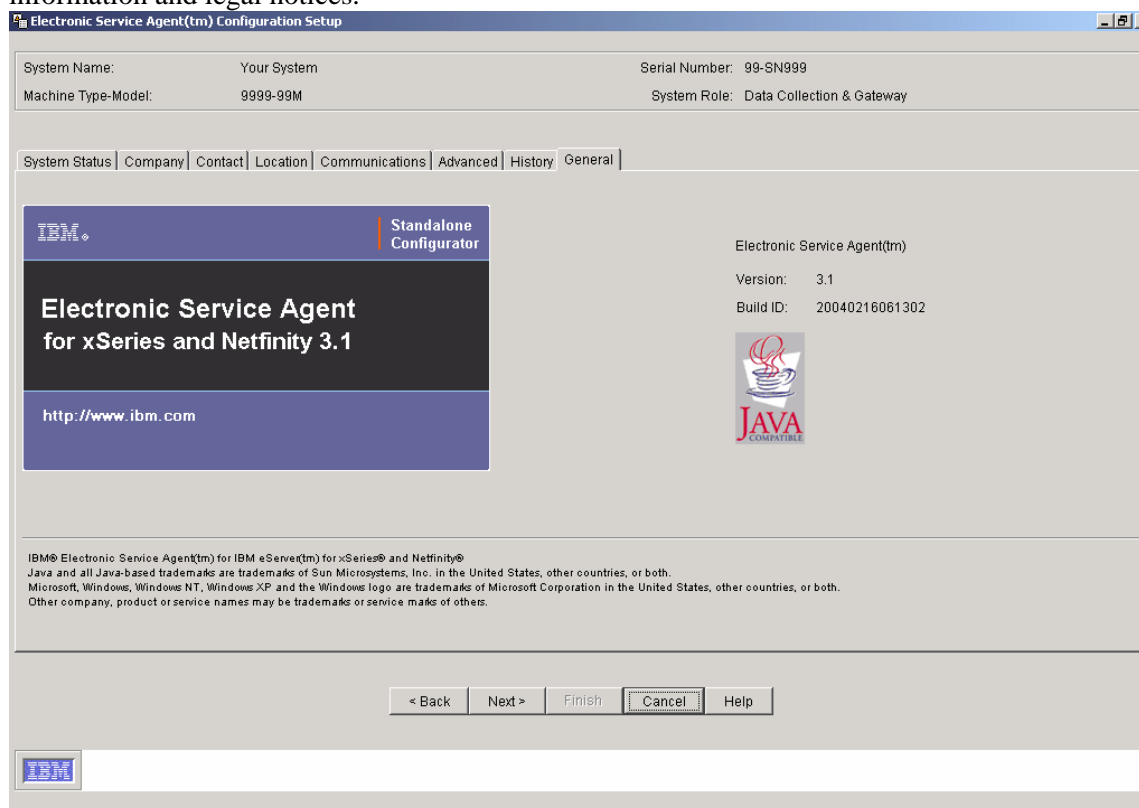 information and legal notices.
Electronic Service Agent(tm) Configuration Setup
System Name: Your System Serial Number: 99-SN999
Machine Type-Model: 9999-99M System Role: Data Collection & Gateway
System Status Company Contact Location Communications Advanced History General
IBM®
Standalone
Configurator
Electronic Service Agent
for xSeries and Netfinity 3.1
http://www.ibm.com
Electronic Service Agent(tm)
Version: 3.1
Build ID: 20040216061302
JAVA
COMPATIBLE
IBM® Electronic Service Agent(tm) for IBM eServer(tm) for xSeries® and Netfinity®
Java and all Java-based trademarks are trademarks of Sun Microsystems, Inc. in the United States, other countries, or both.
Microsoft, Windows, Windows NT, Windows XP and the Windows logo are trademarks of Microsoft Corporation in the United States, other countries, or both.
Other company, product or service names may be trademarks or service marks of others.
< Back Next > Finish Cancel Help
IBM